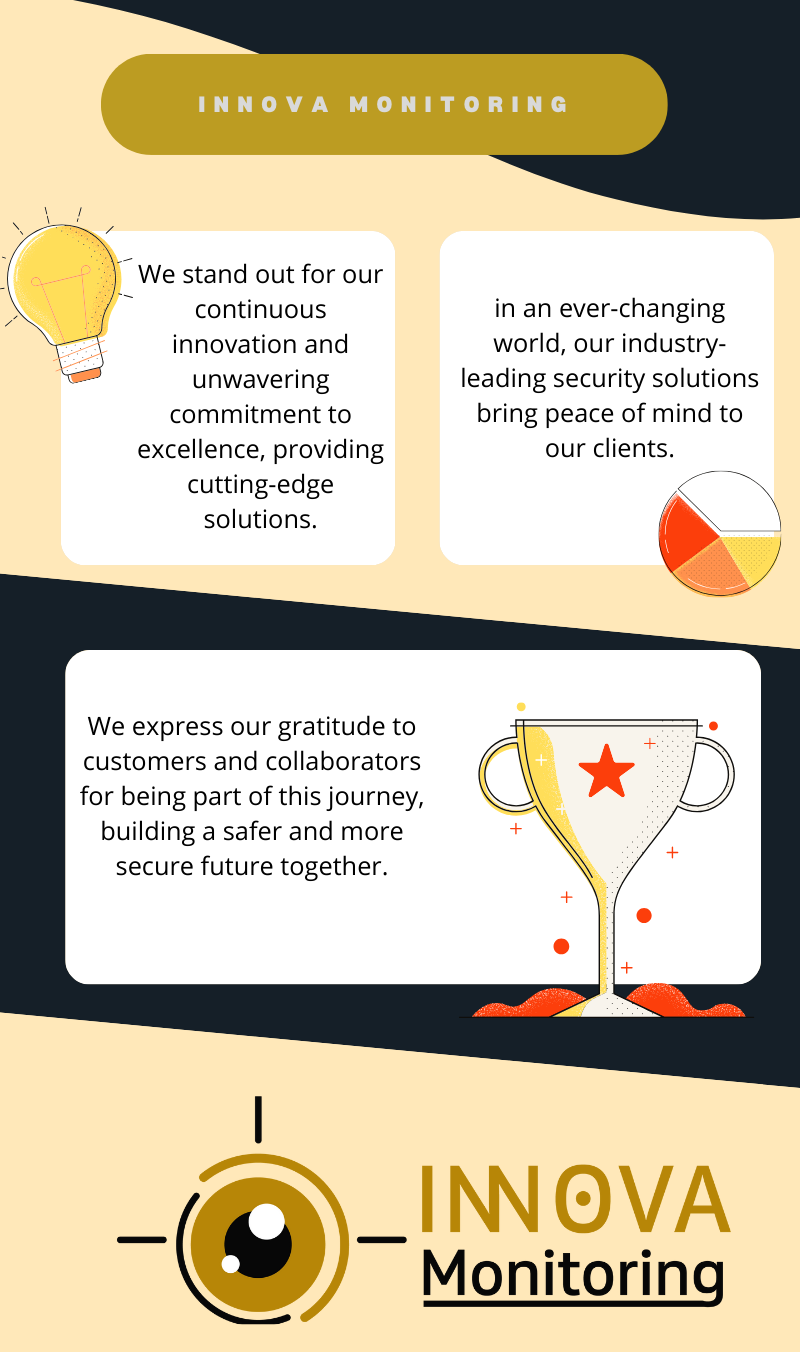 INNOVA MONITORING
We stand out for our
continuous
innovation and
unwavering
commitment to
excellence, providing
cutting-edge
solutions.
in an ever-changing
world, our industry-
leading security solutions
bring peace of mind to
our clients.
We express our gratitude to
customers and collaborators
for being part of this journey,
building a safer and more
secure future together.
INNOVA
Monitoring